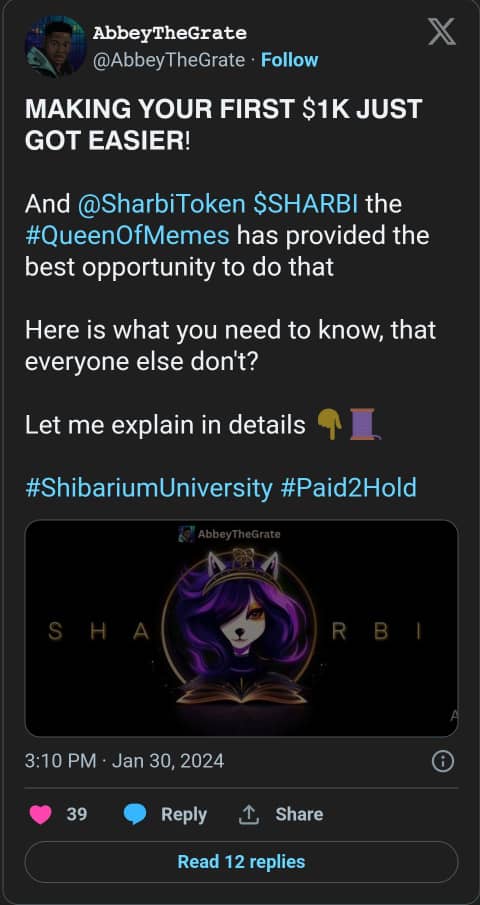 AbbeyTheGrate
@AbbeyTheGrate · Follow
MAKING YOUR FIRST $1K JUST
GOT EASIER!
And @SharbiToken $SHARBI the
#QueenOfMemes has provided the
best opportunity to do that
Here is what you need to know, that
everyone else don't?
Let me explain in details 👇🧵
#ShibariumUniversity #Paid2Hold
AbbeyTheGrate
S H A R B I
A
3:10 PM · Jan 30, 2024
39 Reply Share
Read 12 replies